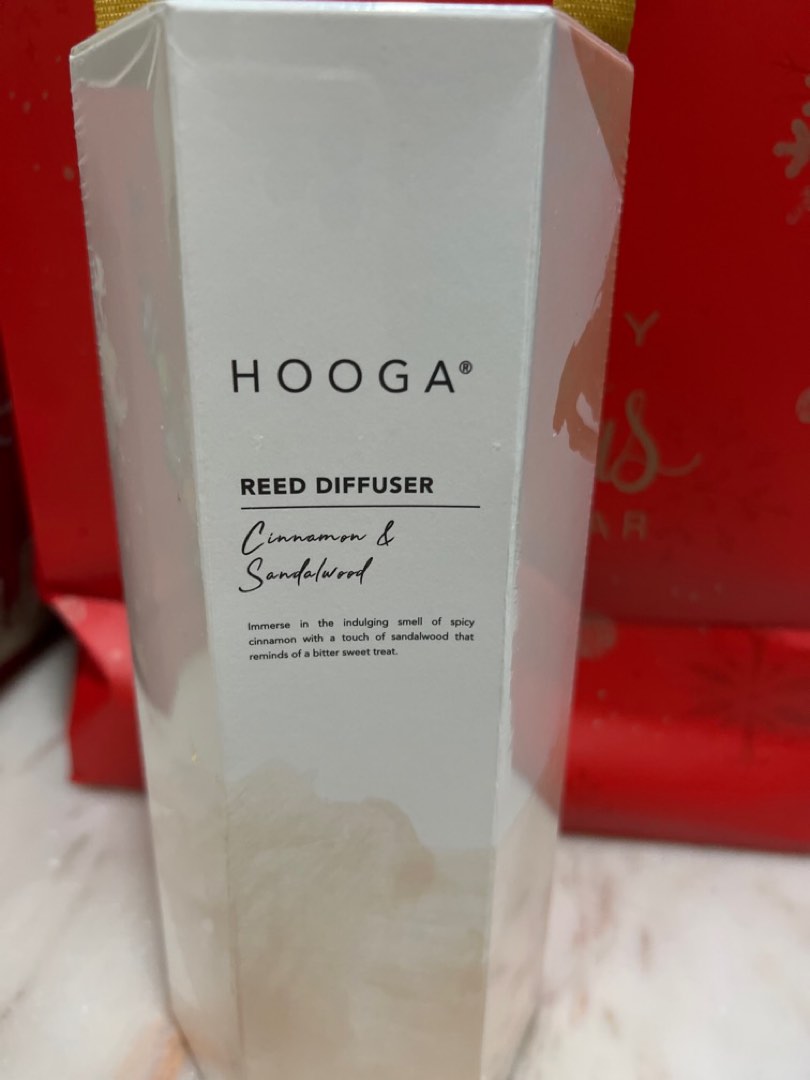 HOOGA®
REED DIFFUSER
Cinnamon &
Sandalwood
Immerse in the indulging smell of spicy
cinnamon with a touch of sandalwood that
reminds of a bitter sweet treat.